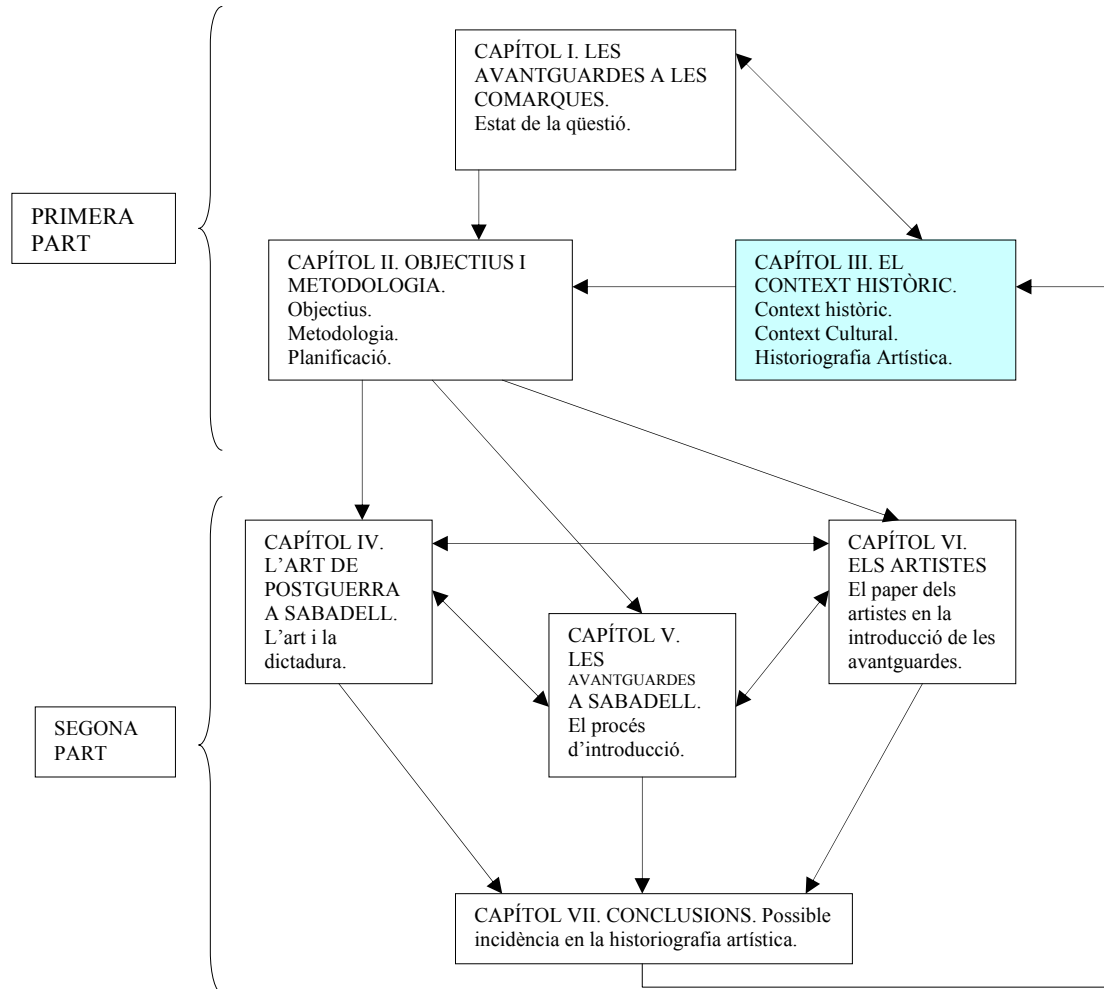 CAPÍTOL I. LES
AVANTGUARDES A LES
COMARQUES.
Estat de la qüestió.
PRIMERA
PART
CAPÍTOL II. OBJECTIUS I
METODOLOGIA.
Objectius.
Metodologia.
Planificació.
CAPÍTOL III. EL
CONTEXT HISTÒRIC.
Context històric.
Context Cultural.
Historiografia Artística.
CAPÍTOL IV.
L’ART DE
POSTGUERRA
A SABADELL.
L’art i la
dictadura.
CAPÍTOL V.
LES
AVANTGUARDES
A SABADELL.
El procés
d’introducció.
CAPÍTOL VI.
ELS ARTISTES
El paper dels
artistes en la
introducció de les
avantguardes.
SEGONA
PART
CAPÍTOL VII. CONCLUSIONS. Possible
incidència en la historiografia artística.